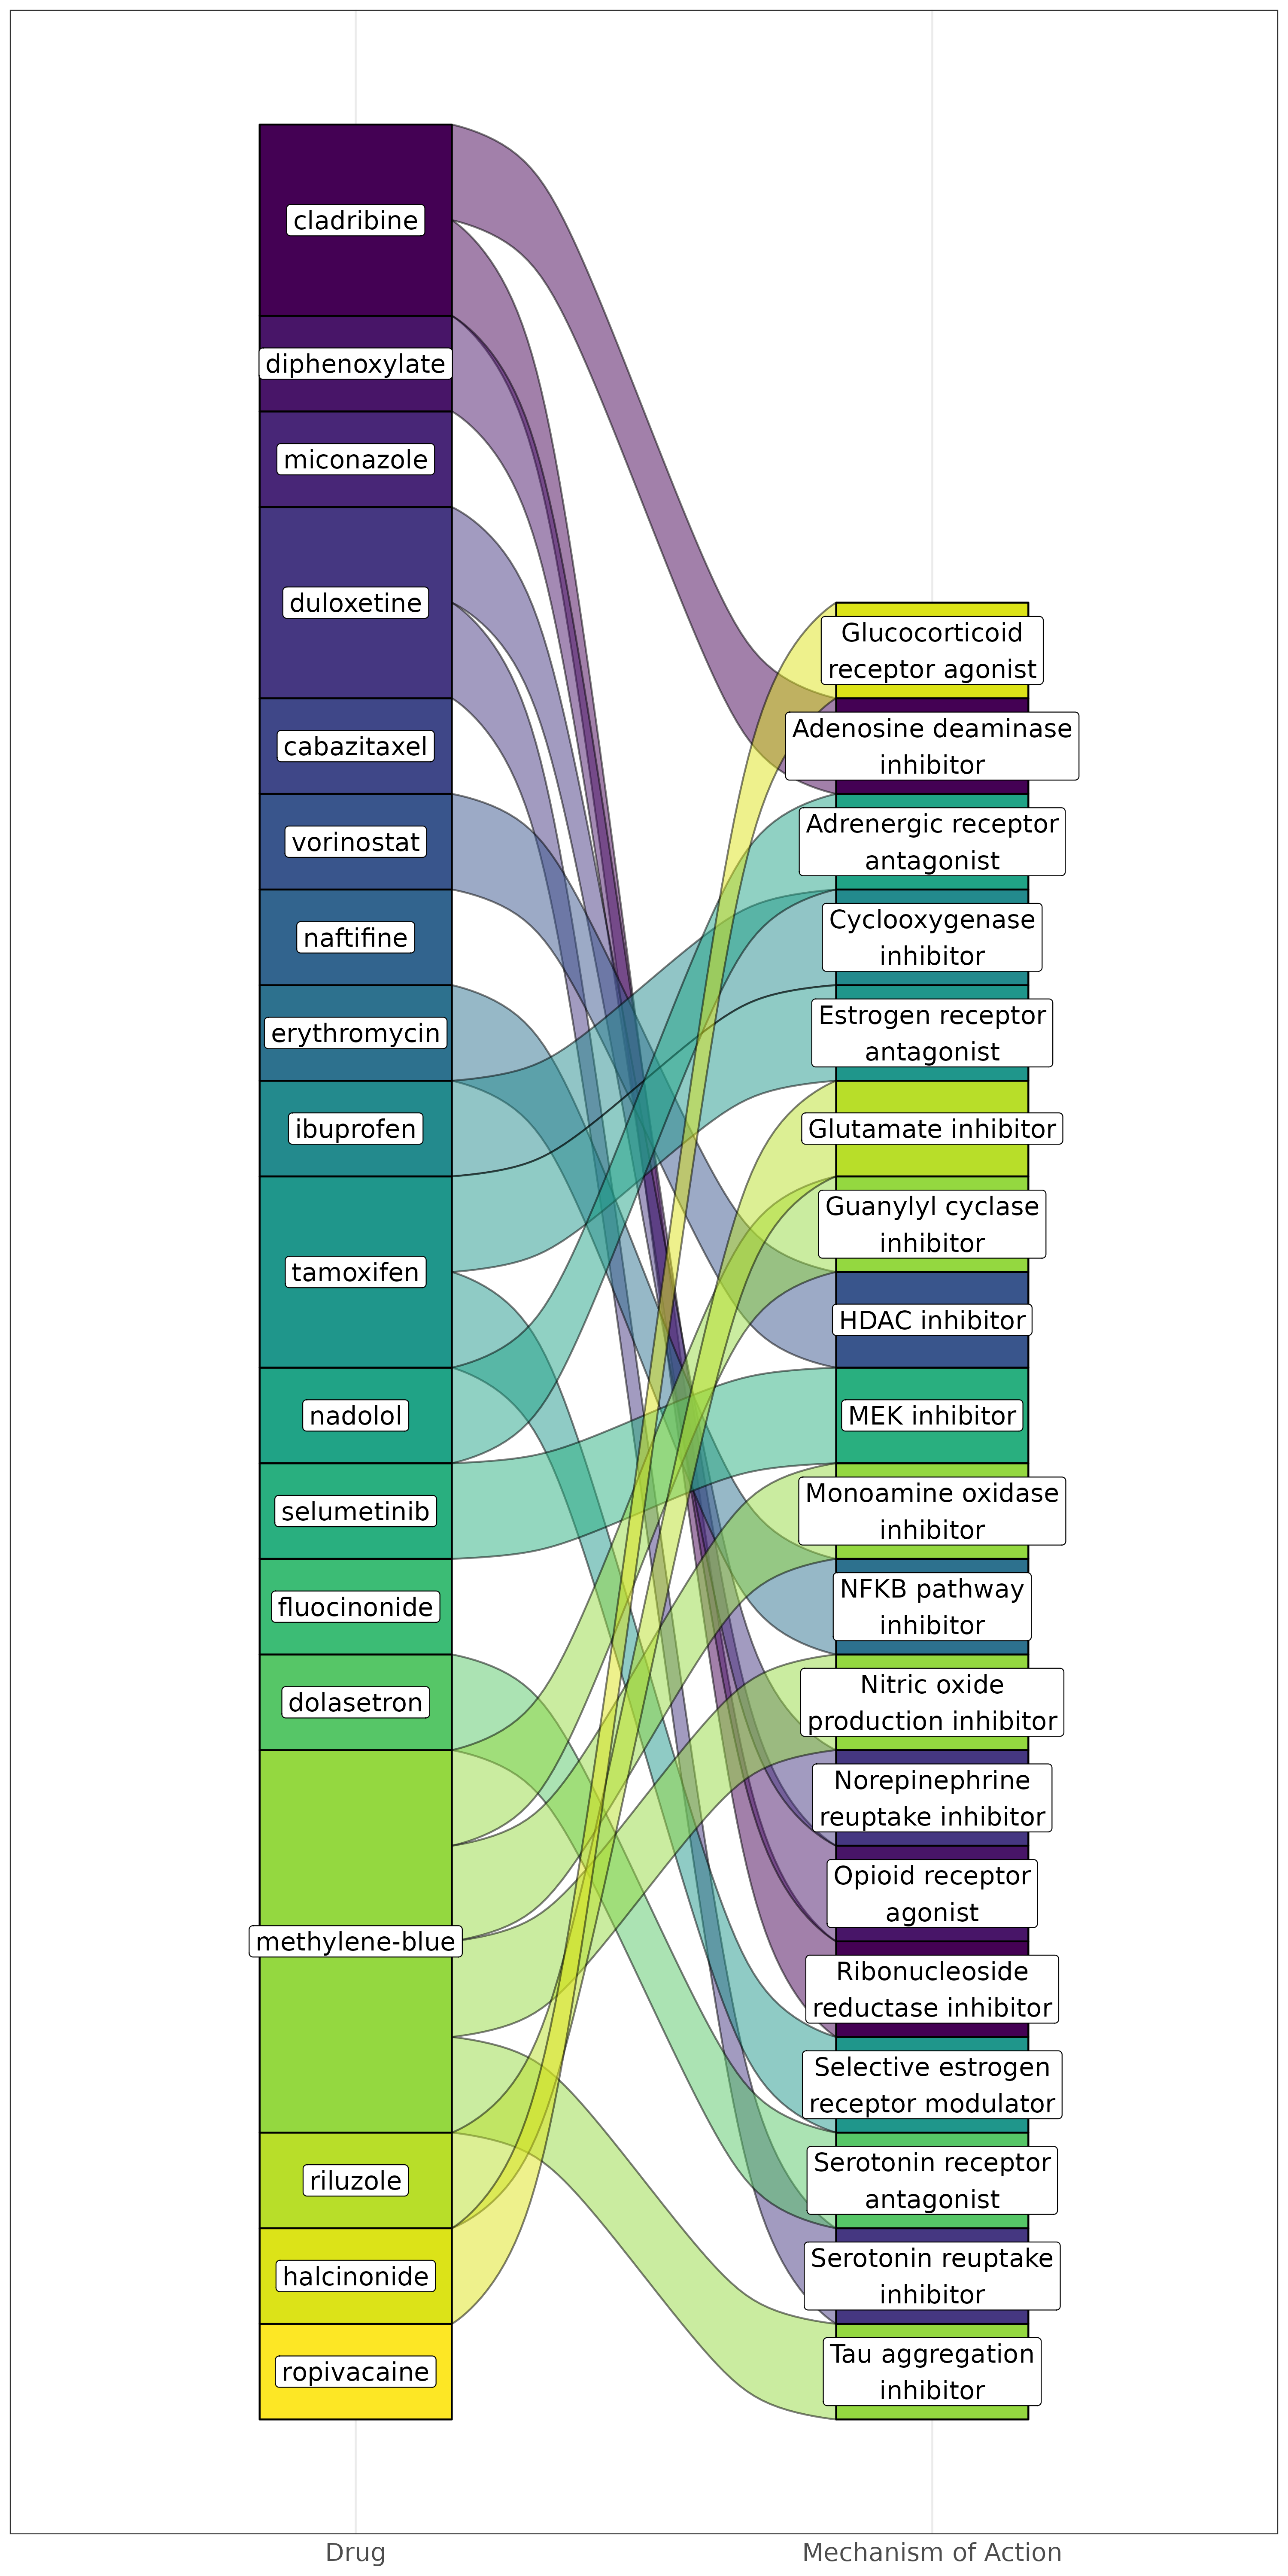 cladribine
diphenoxylate
miconazole
duloxetine
cabazitaxel
vorinostat
naftifine
erythromycin
ibuprofen
tamoxifen
nadolol
selumetinib
fluocinonide
dolasetron
methylene-blue
riluzole
halcinonide
ropivacaine
Glucocorticoid
receptor agonist
Adenosine deaminase
inhibitor
Adrenergic receptor
antagonist
Cyclooxygenase
inhibitor
Estrogen receptor
antagonist
Glutamate inhibitor
Guanylyl cyclase
inhibitor
HDAC inhibitor
MEK inhibitor
Monoamine oxidase
inhibitor
NFKB pathway
inhibitor
Nitric oxide
production inhibitor
Norepinephrine
reuptake inhibitor
Opioid receptor
agonist
Ribonucleoside
reductase inhibitor
Selective estrogen
receptor modulator
Serotonin receptor
antagonist
Serotonin reuptake
inhibitor
Tau aggregation
inhibitor
Drug
Mechanism of Action